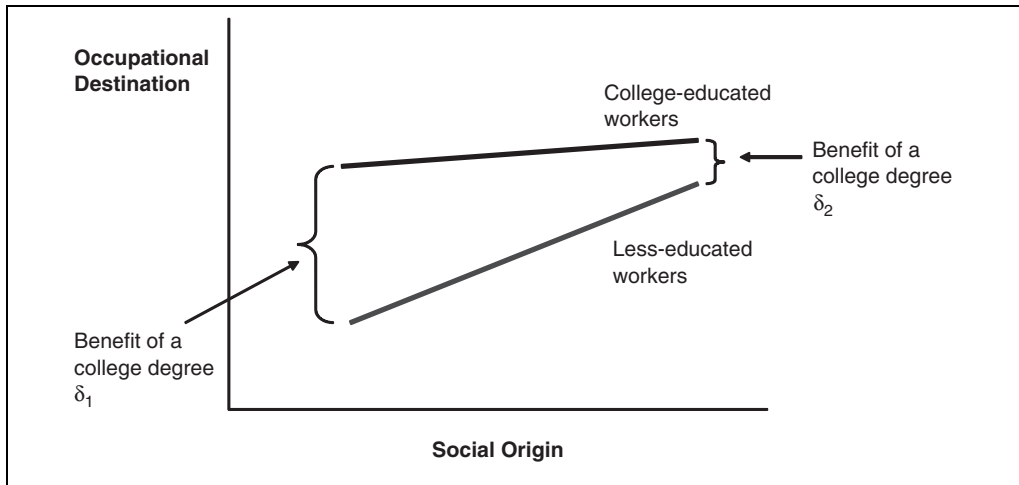 Occupational
Destination
College-educated
workers
Benefit of a
college degree
δ2
Less-educated
workers
Benefit of a
college degree
δ1
Social Origin